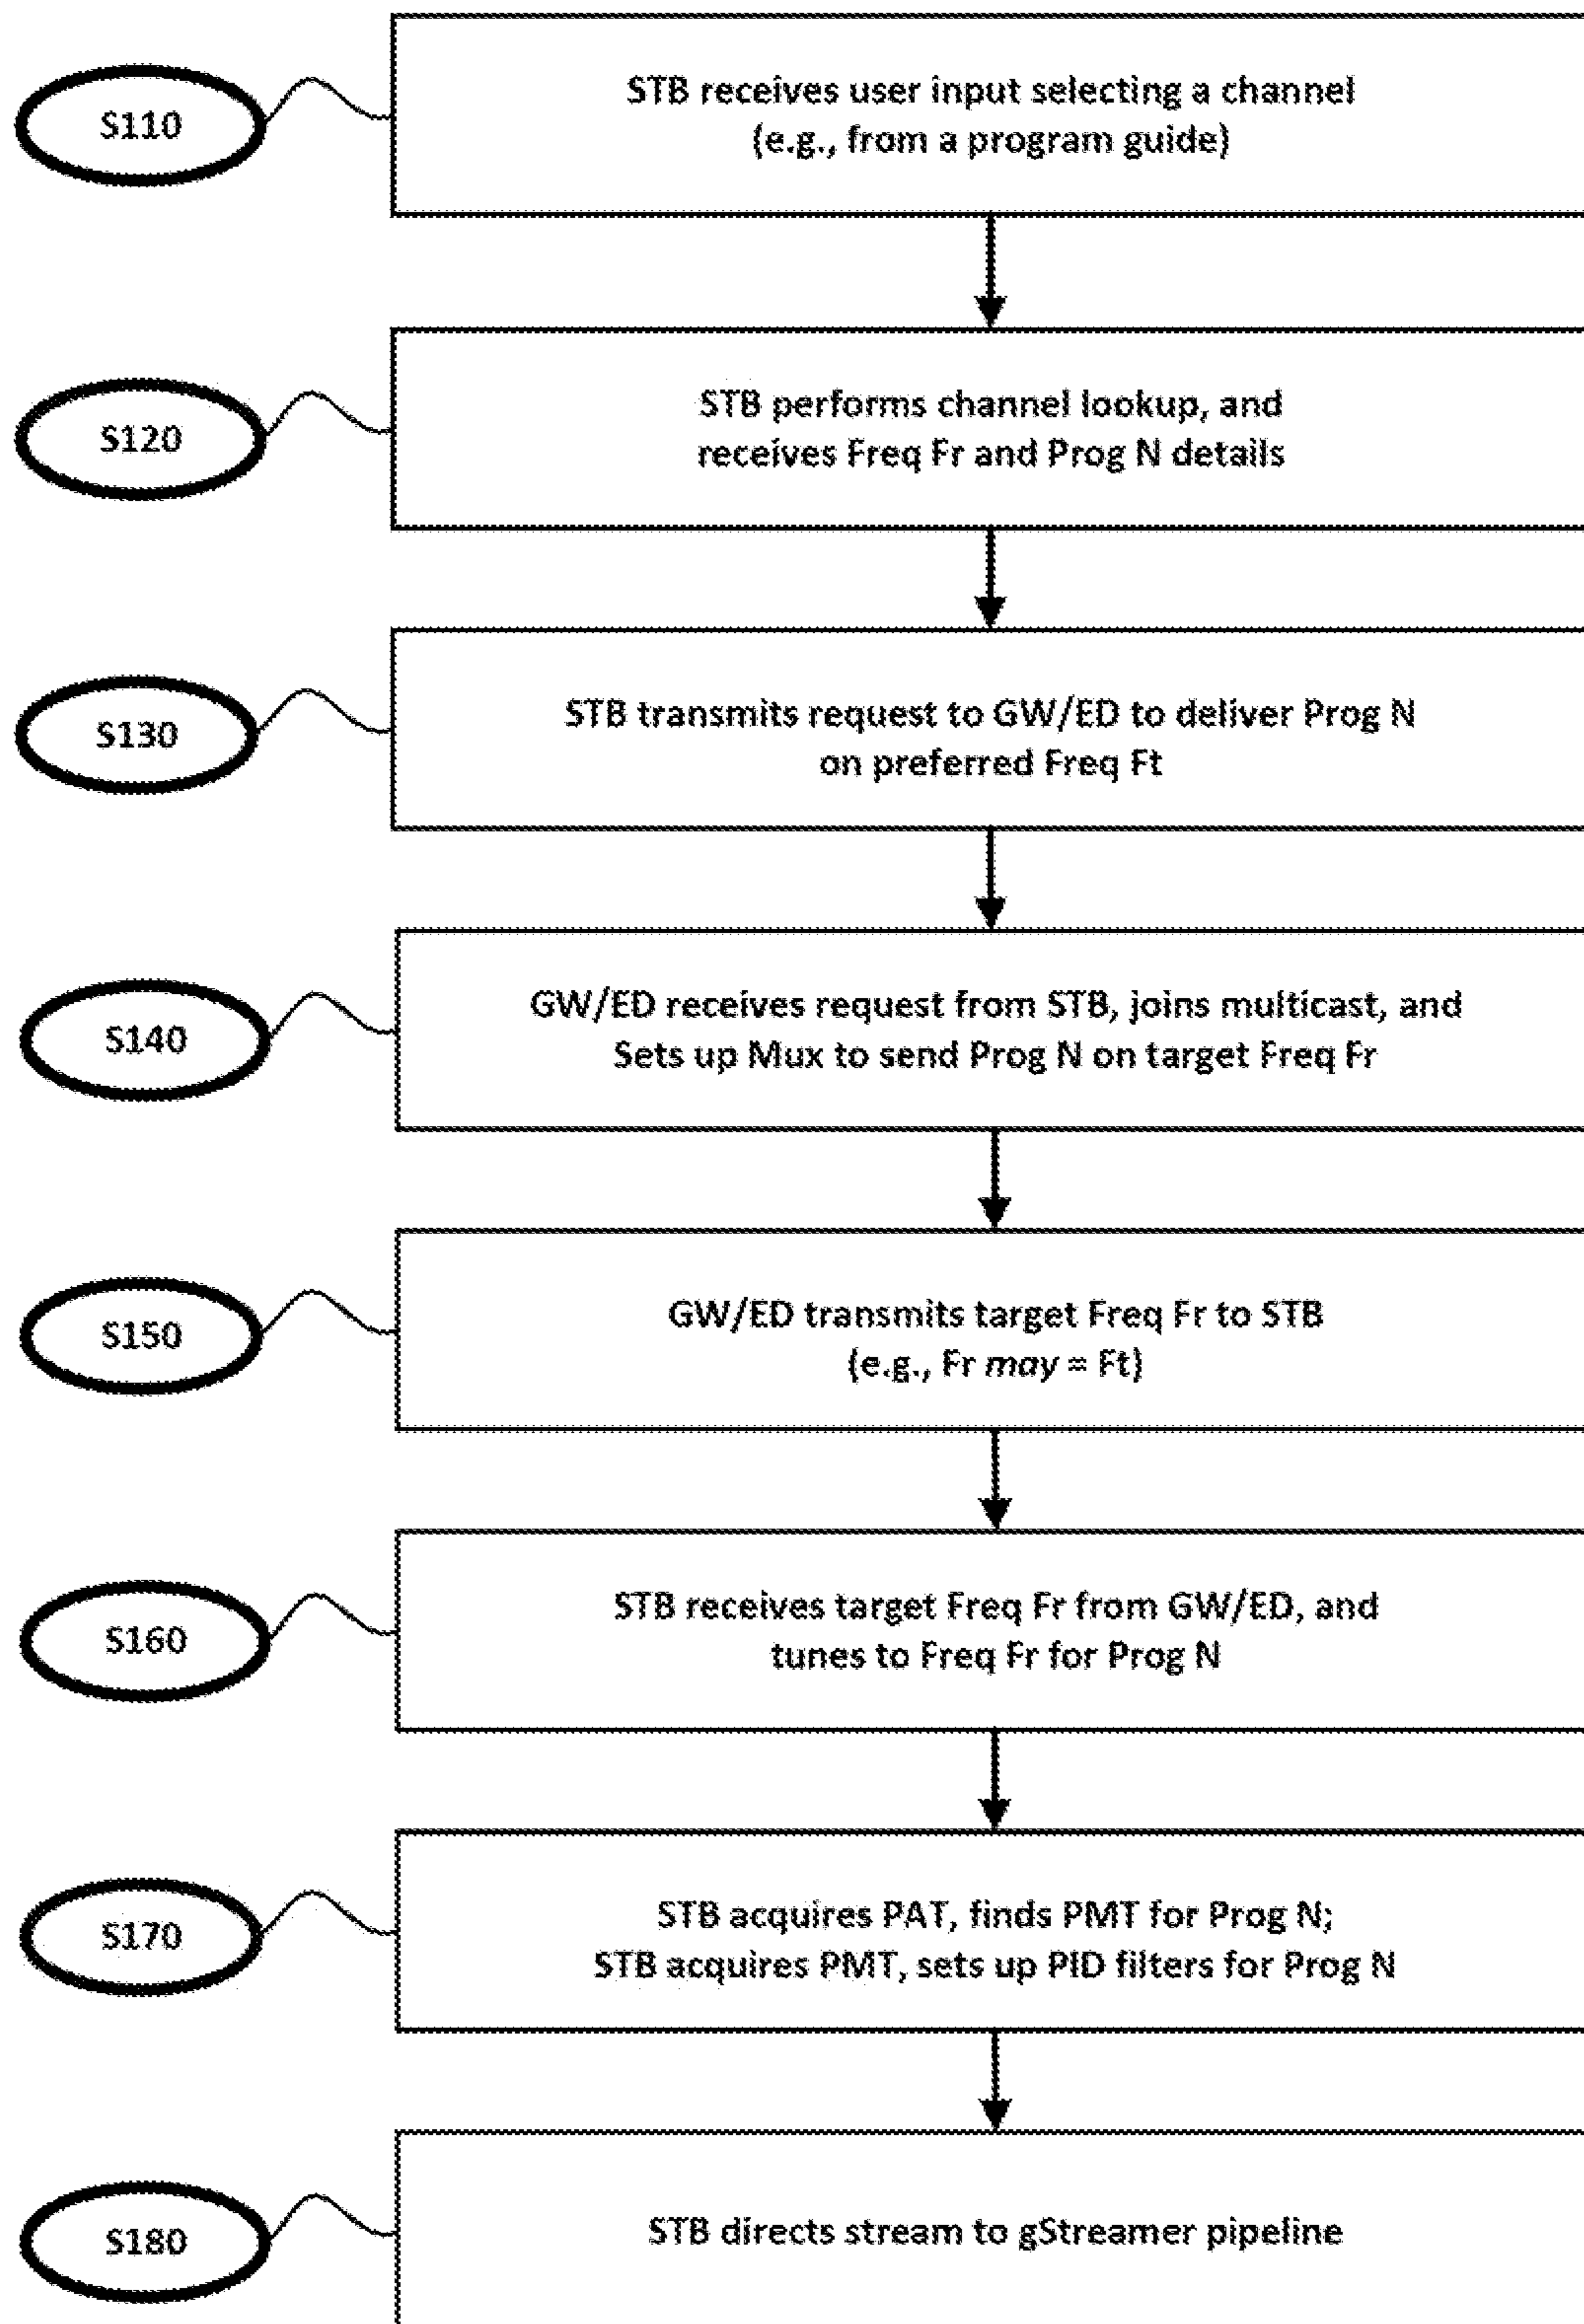 S110
STB receives user input selecting a channel
(e.g., from a program guide)
S120
STB performs channel lookup, and
receives Freq Fr and Prog N details
S130
STB transmits request to GW/ED to deliver Prog N
on preferred Freq Ft
S140
GW/ED receives request from STB, joins multicast, and
Sets up Mux to send Prog N on target Freq Fr
S150
GW/ED transmits target Freq Fr to STB
(e.g., Fr may = Ft)
S160
STB receives target Freq Fr from GW/ED, and
tunes to Freq Fr for Prog N
S170
STB acquires PAT, finds PMT for Prog N;
STB acquires PMT, sets up PID filters for Prog N
S180
STB directs stream to gStreamer pipeline